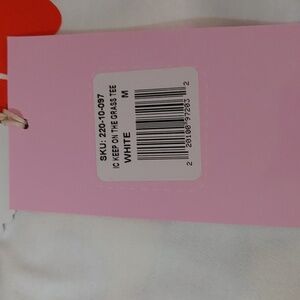 SKU: 220-10-097
IC KEEP ON THE GRASS TEE
WHITE M
2 20100 97203 2